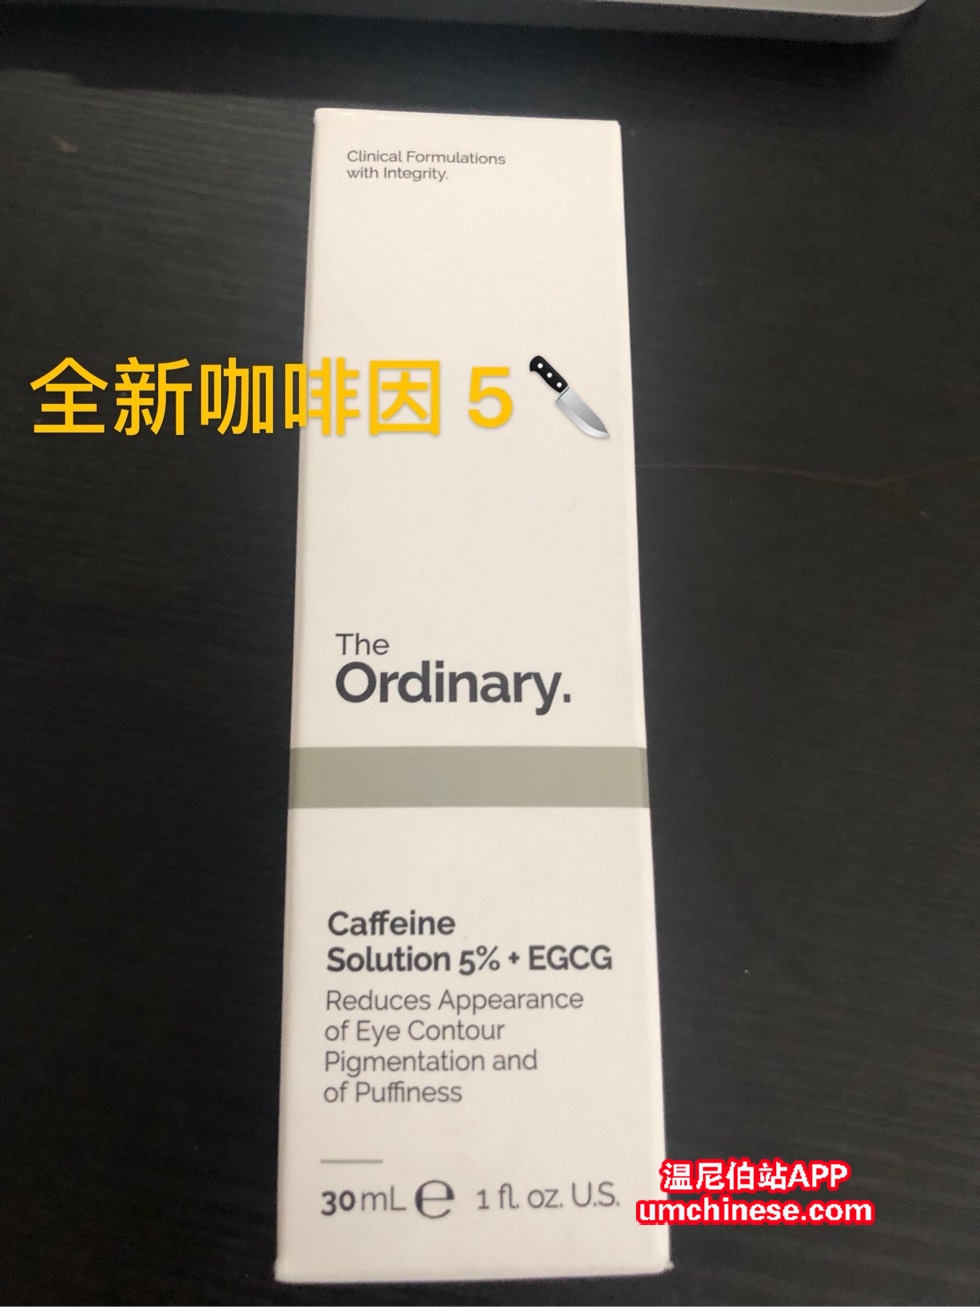 Clinical Formulations
with Integrity.
全新咖啡因 5🔪
The
Ordinary.
Caffeine
Solution 5% + EGCG
Reduces Appearance
of Eye Contour
Pigmentation and
of Puffiness
30 mL ℮ 1 fl. oz. U.S.
温尼伯站APP
umchinese.com